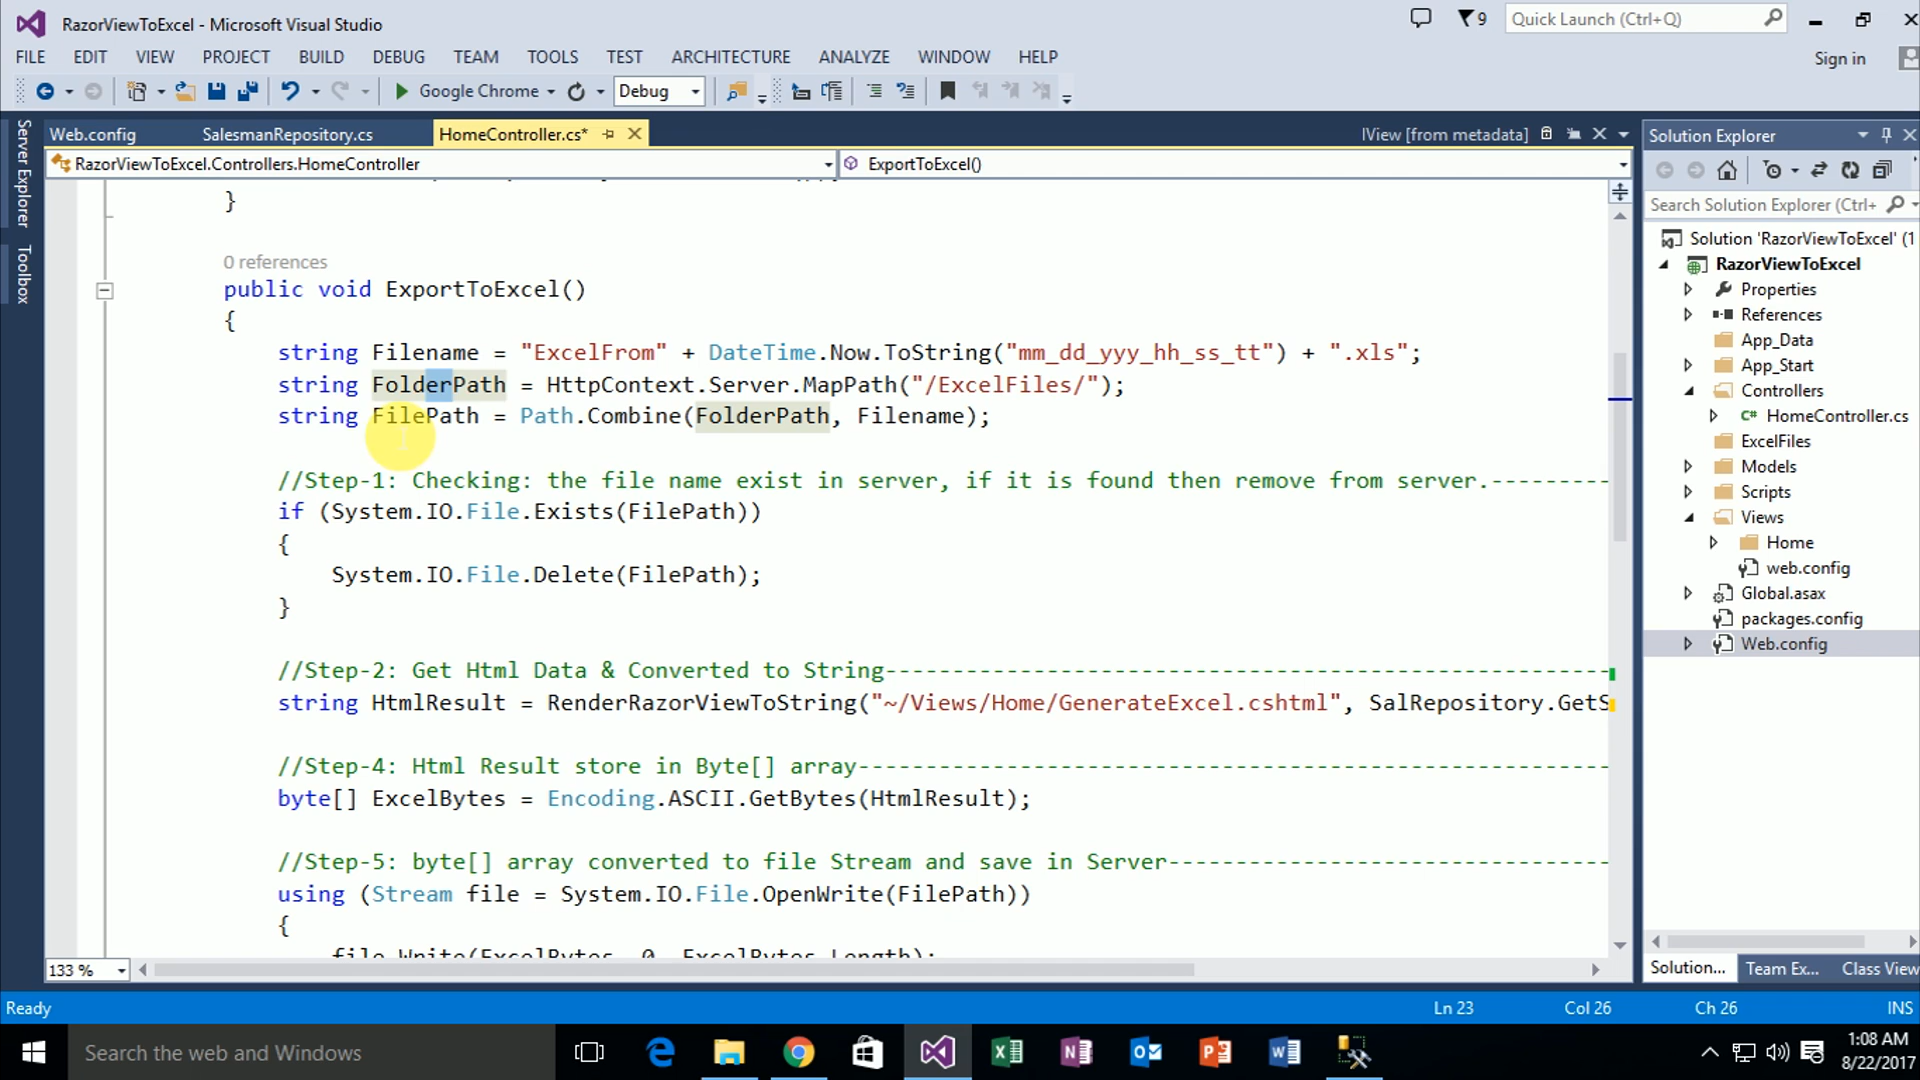 RazorViewToExcel - Microsoft Visual Studio
9
Quick Launch (Ctrl+Q)
FILE EDIT VIEW PROJECT BUILD DEBUG TEAM TOOLS TEST ARCHITECTURE ANALYZE WINDOW HELP
Sign in
Google Chrome
Debug
Server Explorer
Toolbox
Web.config SalesmanRepository.cs HomeController.cs* IView [from metadata]
RazorViewToExcel.Controllers.HomeController ExportToExcel()
}
0 references
public void ExportToExcel()
{
string Filename = "ExcelFrom" + DateTime.Now.ToString("mm_dd_yyy_hh_ss_tt") + ".xls";
string FolderPath = HttpContext.Server.MapPath("/ExcelFiles/");
string FilePath = Path.Combine(FolderPath, Filename);
//Step-1: Checking: the file name exist in server, if it is found then remove from server.---------
if (System.IO.File.Exists(FilePath))
{
System.IO.File.Delete(FilePath);
}
//Step-2: Get Html Data & Converted to String------------------------------------------------------
string HtmlResult = RenderRazorViewToString("~/Views/Home/GenerateExcel.cshtml", SalRepository.GetS
//Step-4: Html Result store in Byte[] array--------------------------------------------------------
byte[] ExcelBytes = Encoding.ASCII.GetBytes(HtmlResult);
//Step-5: byte[] array converted to file Stream and save in Server---------------------------------
using (Stream file = System.IO.File.OpenWrite(FilePath))
{
file.Write(ExcelBytes, 0, ExcelBytes.Length);
133 %
Solution Explorer
Search Solution Explorer (Ctrl+
Solution 'RazorViewToExcel' (1
RazorViewToExcel
Properties
References
App_Data
App_Start
Controllers
C# HomeController.cs
ExcelFiles
Models
Scripts
Views
Home
web.config
Global.asax
packages.config
Web.config
Solution... Team Ex... Class View
Ready
Ln 23 Col 26 Ch 26 INS
Search the web and Windows
1:08 AM
8/22/2017